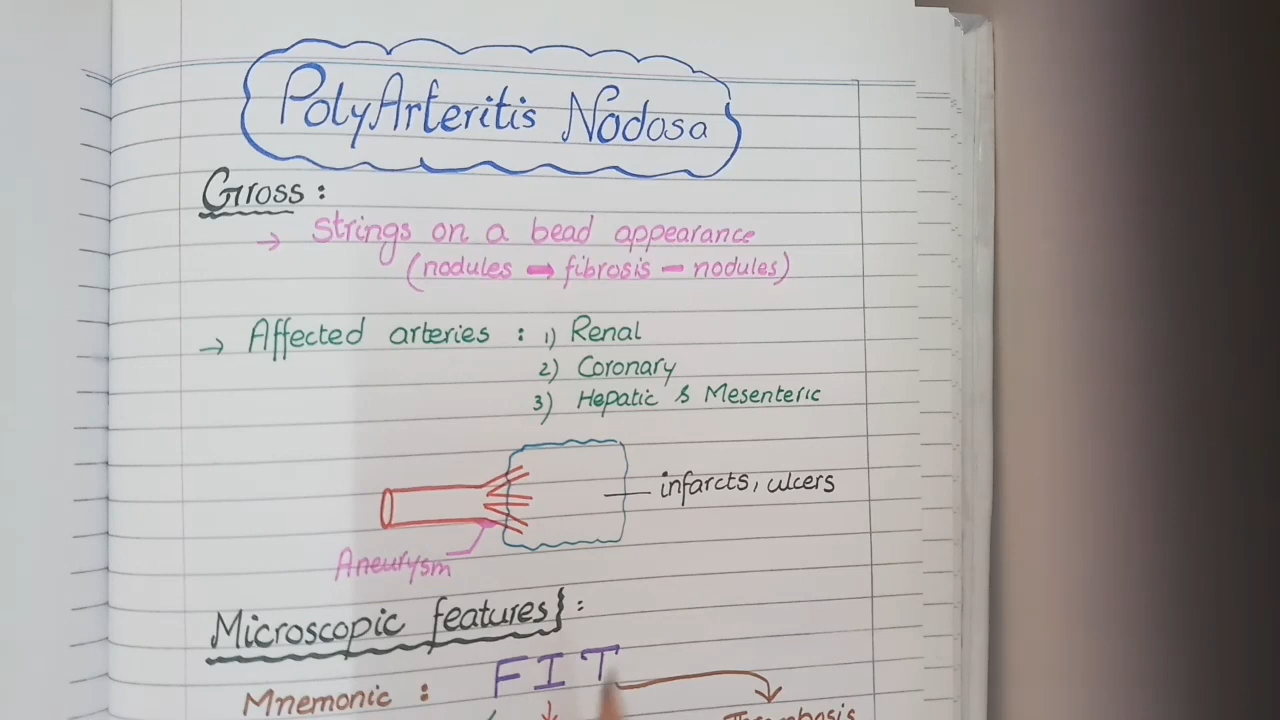 PolyArteritis Nodosa
Gross :
→ Strings on a bead appearance
(nodules → fibrosis - nodules)
→ Affected arteries : 1) Renal
2) Coronary
3) Hepatic & Mesenteric
infarcts, ulcers
Aneurysm
Microscopic features} :
Mnemonic : F I T
Thrombosis